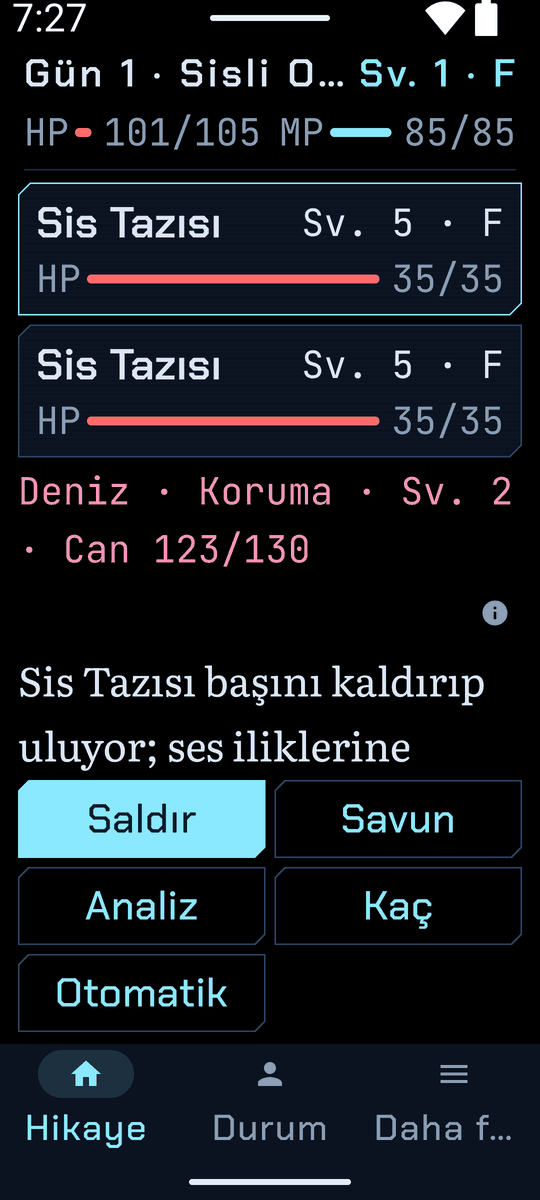 7:27
Gün 1 · Sisli O... Sv. 1 · F
HP 101/105 MP 85/85
Sis Tazısı Sv. 5 · F
HP 35/35
Sis Tazısı Sv. 5 · F
HP 35/35
Deniz · Koruma · Sv. 2
· Can 123/130
Sis Tazısı başını kaldırıp
uluyor; ses iliklerine
Saldır Savun
Analiz Kaç
Otomatik
Hikaye Durum Daha f...